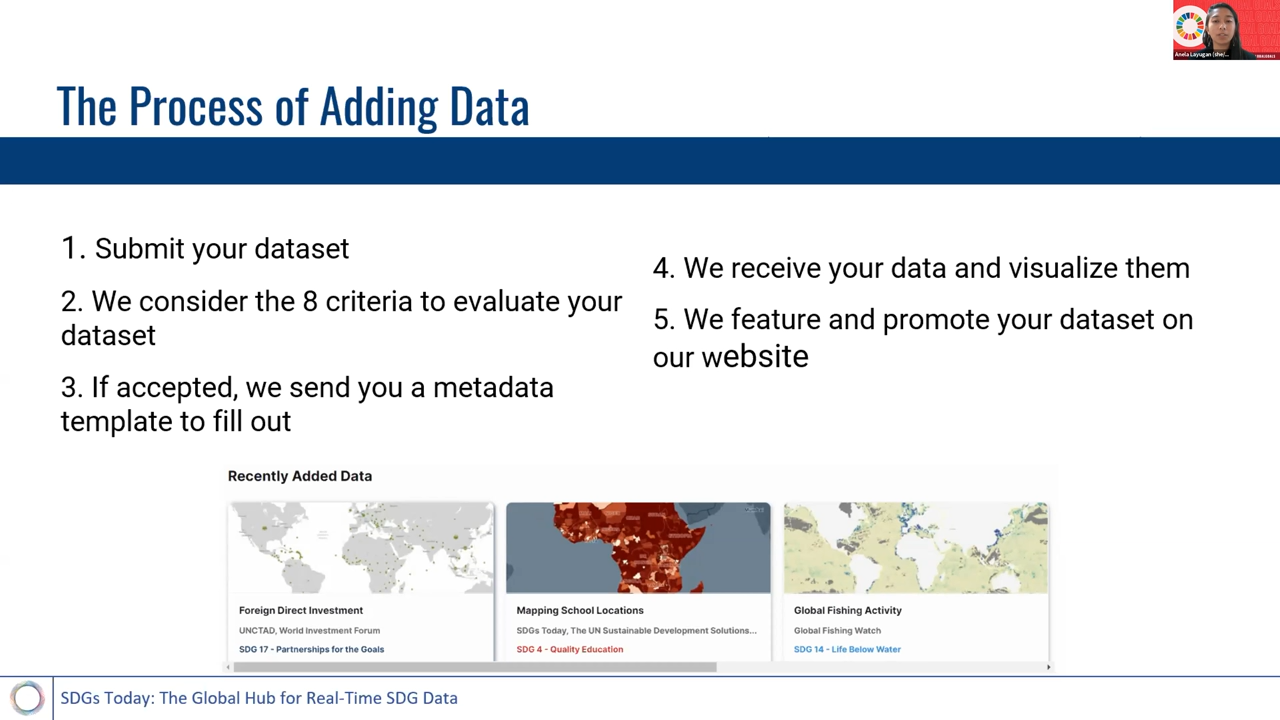 Anela Layugan (she/...
The Process of Adding Data
1. Submit your dataset
2. We consider the 8 criteria to evaluate your
dataset
3. If accepted, we send you a metadata
template to fill out
4. We receive your data and visualize them
5. We feature and promote your dataset on
our website
Recently Added Data
Foreign Direct Investment
UNCTAD, World Investment Forum
SDG 17 - Partnerships for the Goals
Mapping School Locations
SDGs Today, The UN Sustainable Development Solutions...
SDG 4 - Quality Education
Global Fishing Activity
Global Fishing Watch
SDG 14 - Life Below Water
SDGs Today: The Global Hub for Real-Time SDG Data